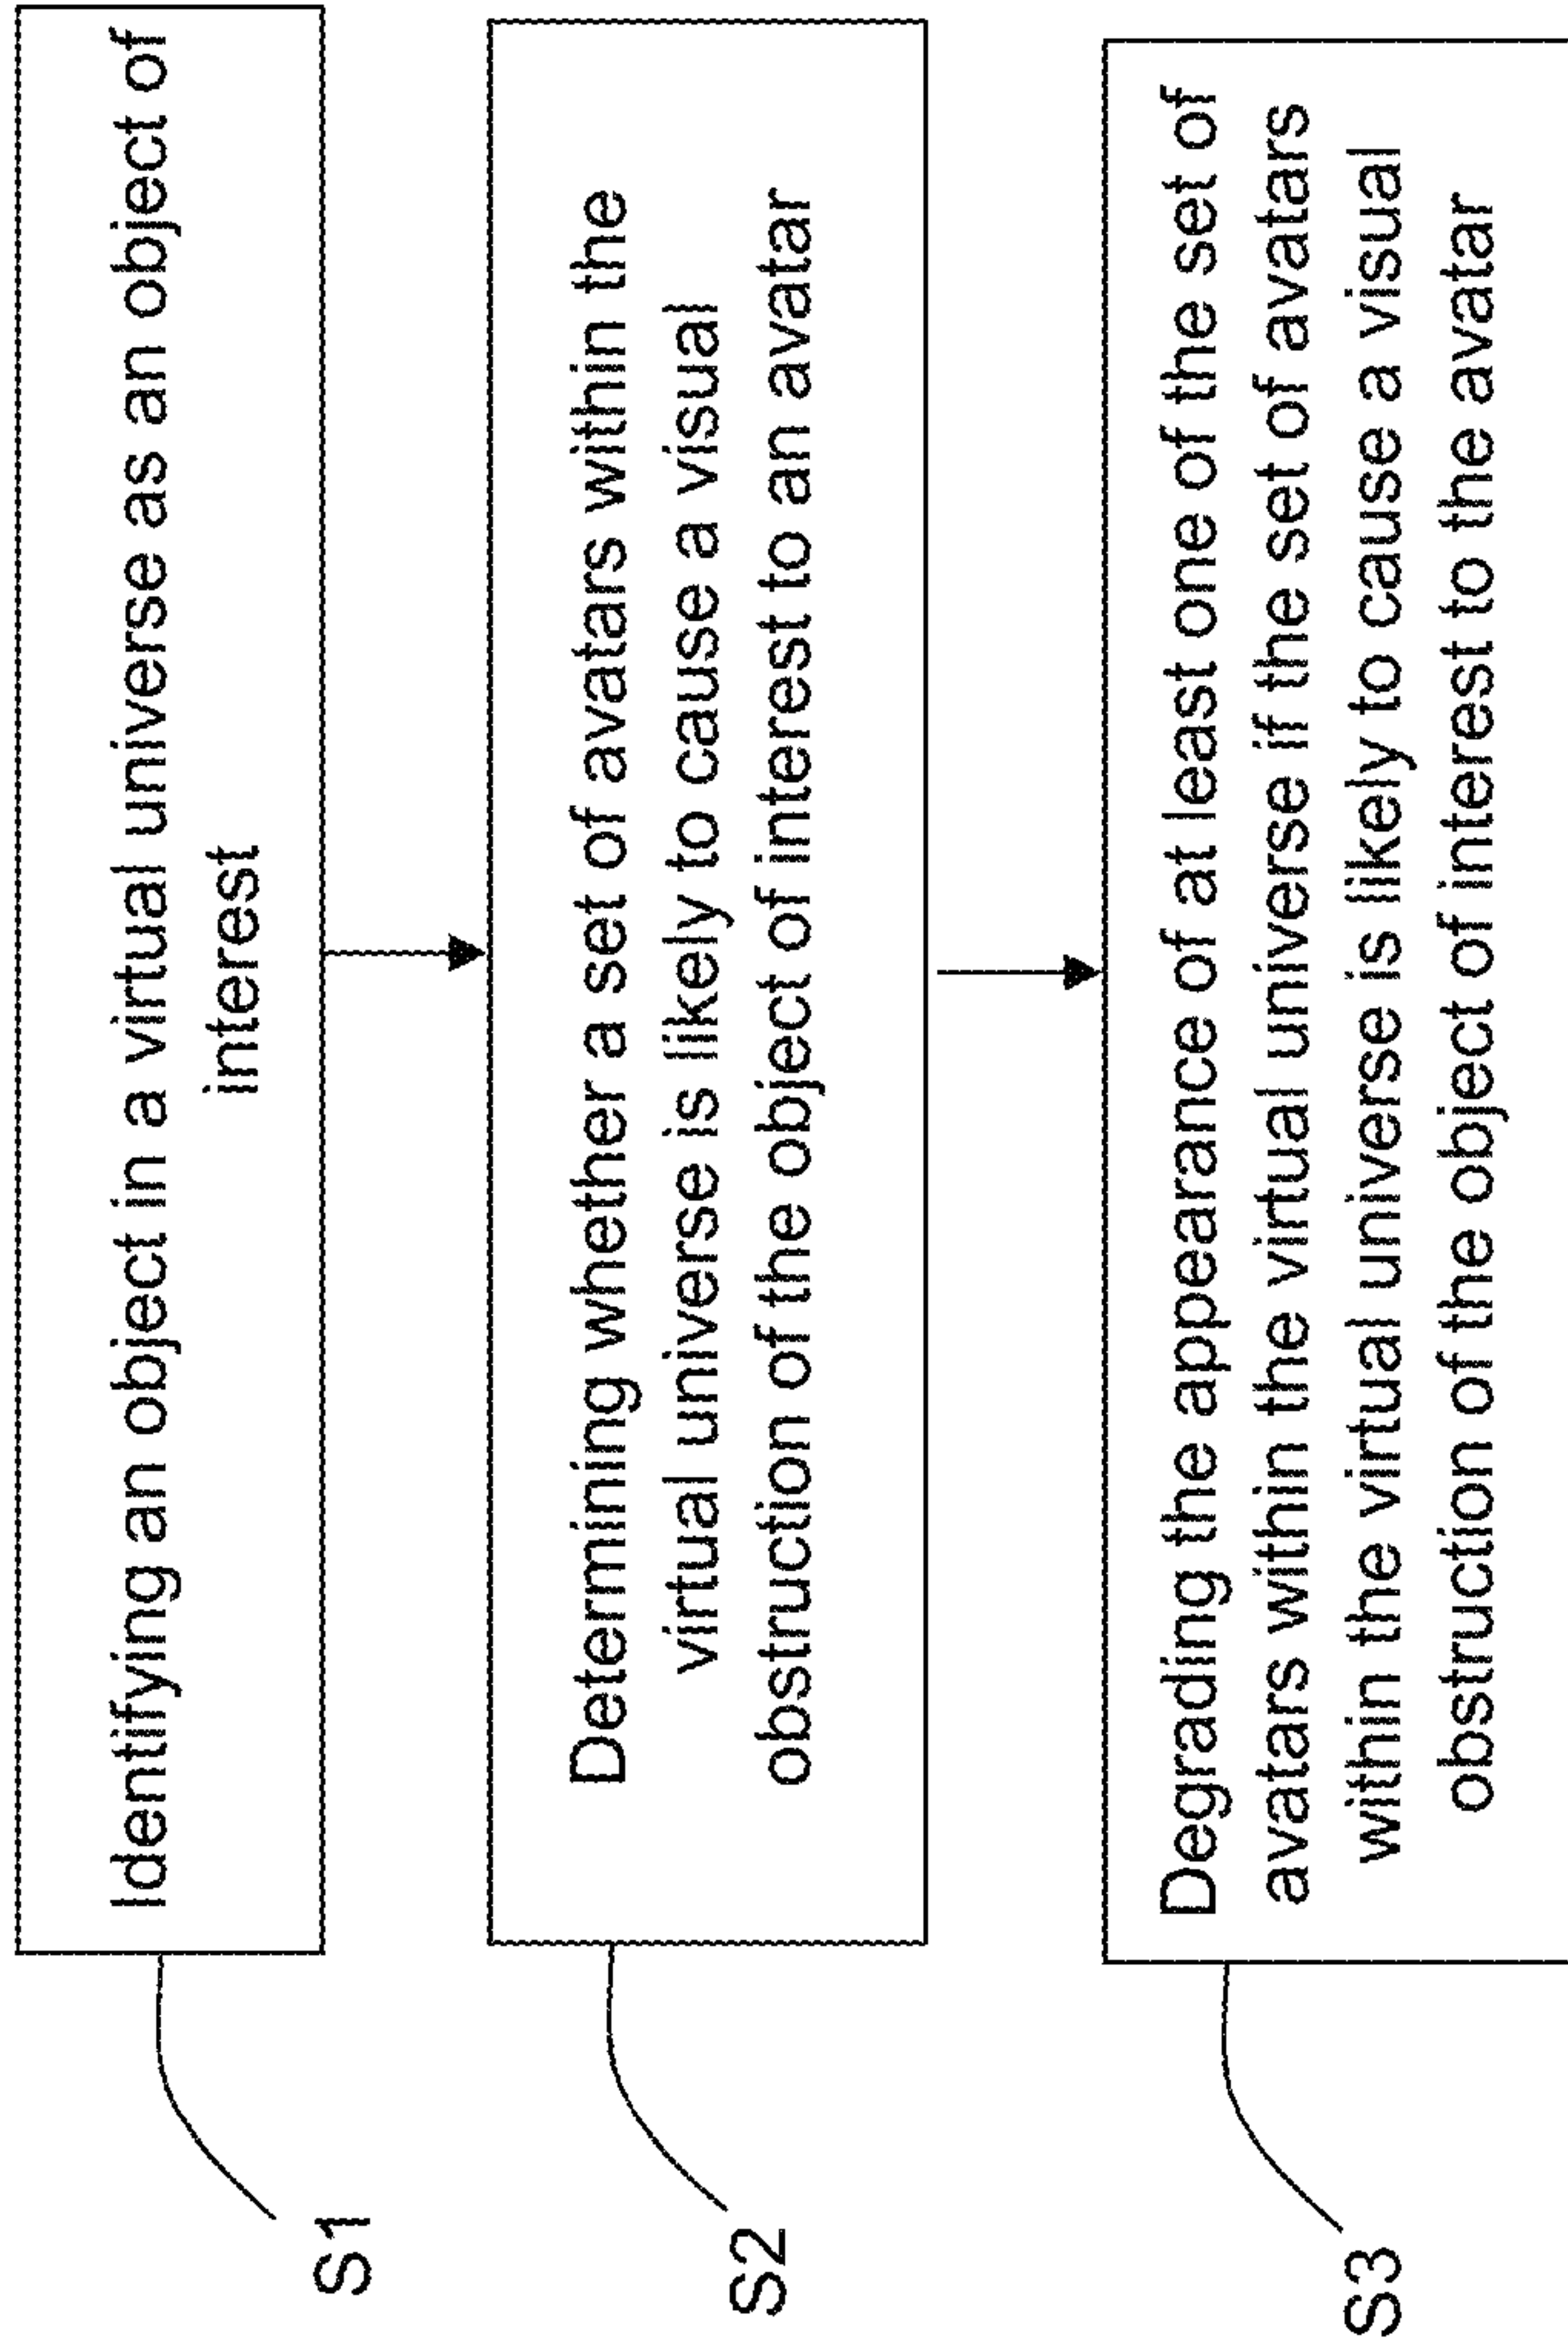 S1
Identifying an object in a virtual universe as an object of
interest
S2
Determining whether a set of avatars within the
virtual universe is likely to cause a visual
obstruction of the object of interest to an avatar
S3
Degrading the appearance of at least one of the set of
avatars within the virtual universe if the set of avatars
within the virtual universe is likely to cause a visual
obstruction of the object of interest to the avatar